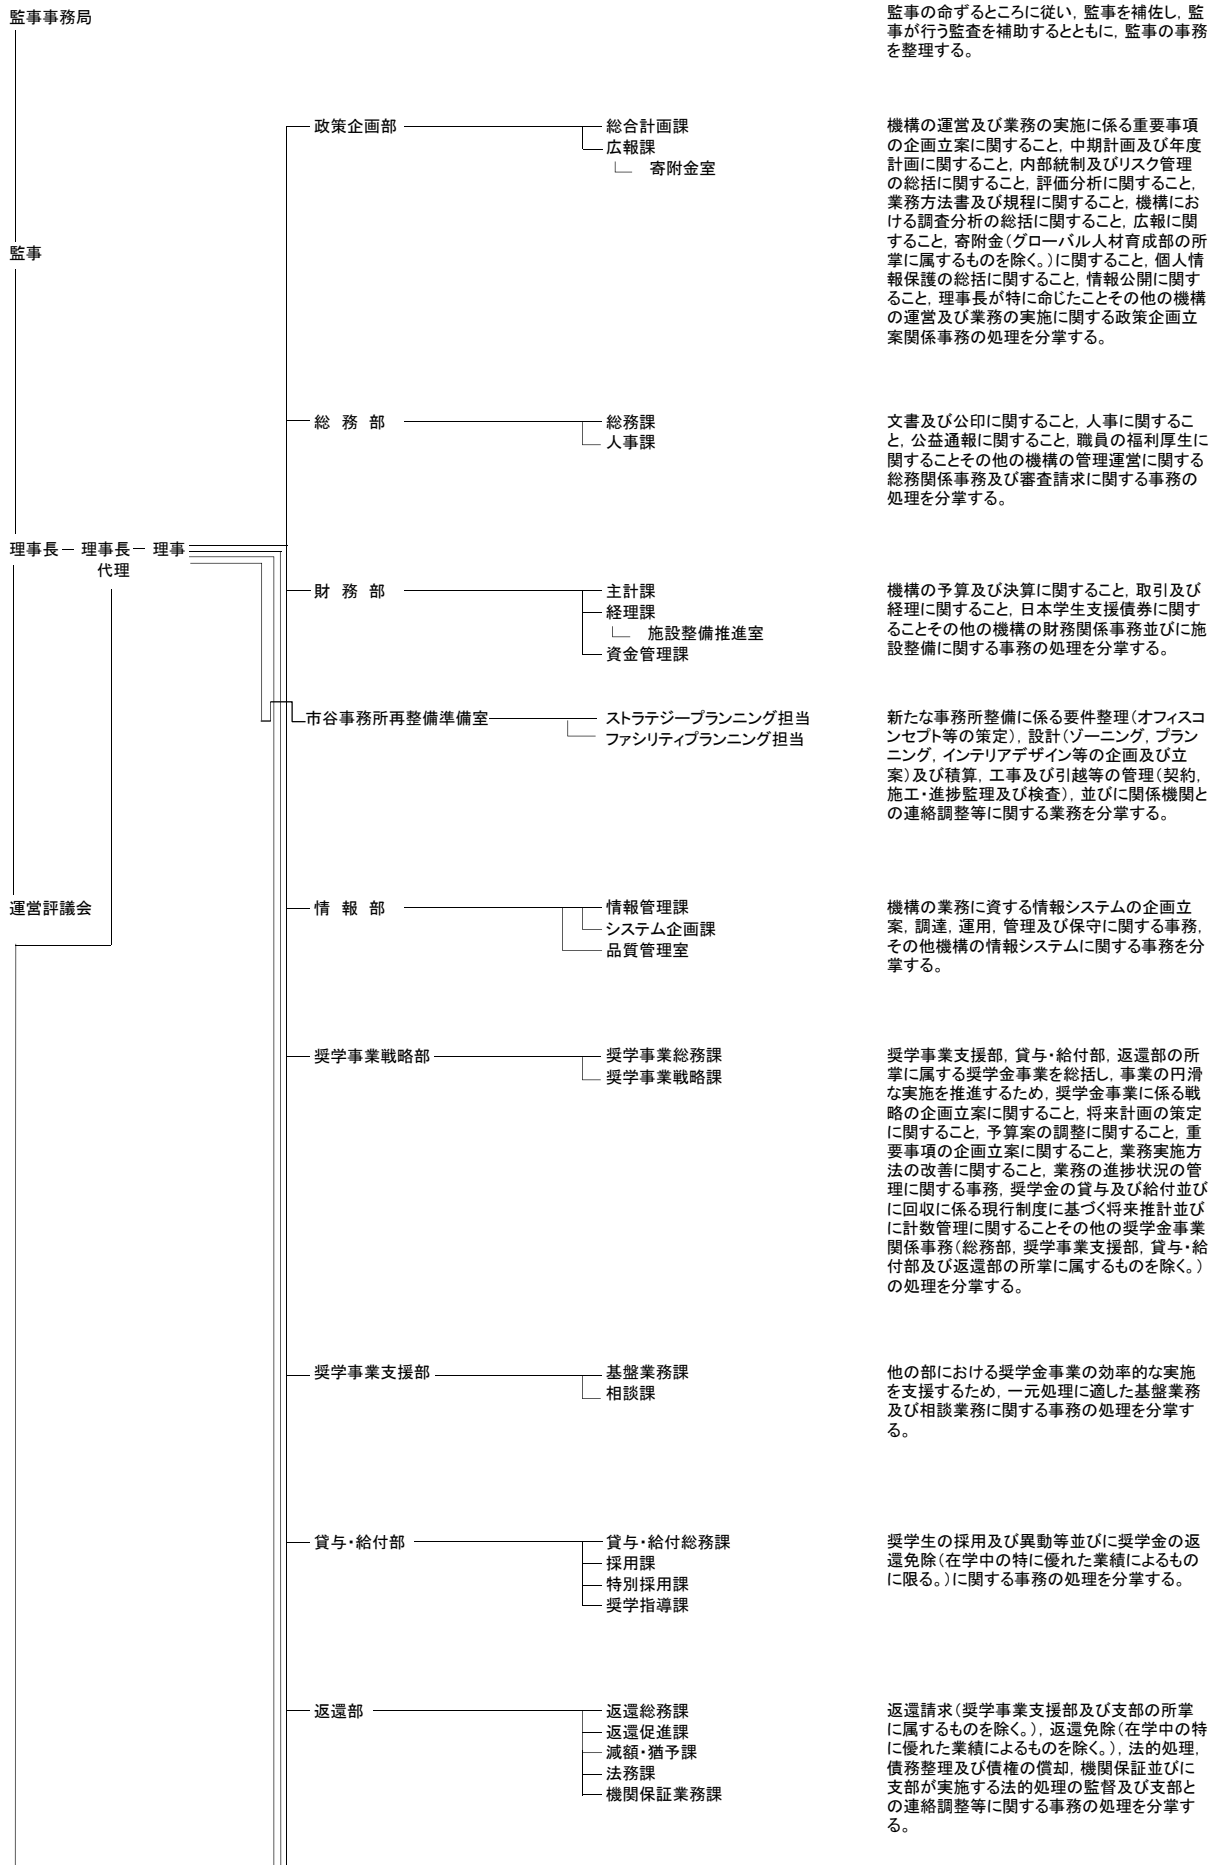 監事事務局
監事の命ずるところに従い，監事を補佐し，監
事が行う監査を補助するとともに，監事の事務
を整理する。
政策企画部
総合計画課
広報課
寄附金室
機構の運営及び業務の実施に係る重要事項
の企画立案に関すること，中期計画及び年度
計画に関すること，内部統制及びリスク管理
の総括に関すること，評価分析に関すること，
業務方法書及び規程に関すること，機構にお
ける調査分析の総括に関すること，広報に関
すること，寄附金（グローバル人材育成部の所
掌に属するものを除く。）に関すること，個人情
報保護の総括に関すること，情報公開に関す
ること，理事長が特に命じたことその他の機構
の運営及び業務の実施に関する政策企画立
案関係事務の処理を分掌する。
監事
総 務 部
総務課
人事課
文書及び公印に関すること，人事に関するこ
と，公益通報に関すること，職員の福利厚生に
関することその他の機構の管理運営に関する
総務関係事務及び審査請求に関する事務の
処理を分掌する。
理事長
理事長
代理
理事
財 務 部
主計課
経理課
施設整備推進室
資金管理課
機構の予算及び決算に関すること，取引及び
経理に関すること，日本学生支援債券に関す
ることその他の機構の財務関係事務並びに施
設整備に関する事務の処理を分掌する。
市谷事務所再整備準備室
ストラテジープランニング担当
ファシリティプランニング担当
新たな事務所整備に係る要件整理（オフィスコ
ンセプト等の策定），設計（ゾーニング，プラン
ニング，インテリアデザイン等の企画及び立
案）及び積算，工事及び引越等の管理（契約，
施工・進捗監理及び検査），並びに関係機関と
の連絡調整等に関する業務を分掌する。
運営評議会
情 報 部
情報管理課
システム企画課
品質管理室
機構の業務に資する情報システムの企画立
案，調達，運用，管理及び保守に関する事務，
その他機構の情報システムに関する事務を分
掌する。
奨学事業戦略部
奨学事業総務課
奨学事業戦略課
奨学事業支援部，貸与・給付部，返還部の所
掌に属する奨学金事業を総括し，事業の円滑
な実施を推進するため，奨学金事業に係る戦
略の企画立案に関すること，将来計画の策定
に関すること，予算案の調整に関すること，重
要事項の企画立案に関すること，業務実施方
法の改善に関すること，業務の進捗状況の管
理に関する事務，奨学金の貸与及び給付並び
に回収に係る現行制度に基づく将来推計並び
に計数管理に関することその他の奨学金事業
関係事務（総務部，奨学事業支援部，貸与・給
付部及び返還部の所掌に属するものを除く。）
の処理を分掌する。
奨学事業支援部
基盤業務課
相談課
他の部における奨学金事業の効率的な実施
を支援するため，一元処理に適した基盤業務
及び相談業務に関する事務の処理を分掌す
る。
貸与・給付部
貸与・給付総務課
採用課
特別採用課
奨学指導課
奨学生の採用及び異動等並びに奨学金の返
還免除（在学中の特に優れた業績によるもの
に限る。）に関する事務の処理を分掌する。
返還部
返還総務課
返還促進課
減額・猶予課
法務課
機関保証業務課
返還請求（奨学事業支援部及び支部の所掌
に属するものを除く。），返還免除（在学中の特
に優れた業績によるものを除く。），法的処理，
債務整理及び債権の償却，機関保証並びに
支部が実施する法的処理の監督及び支部と
の連絡調整等に関する事務の処理を分掌す
る。